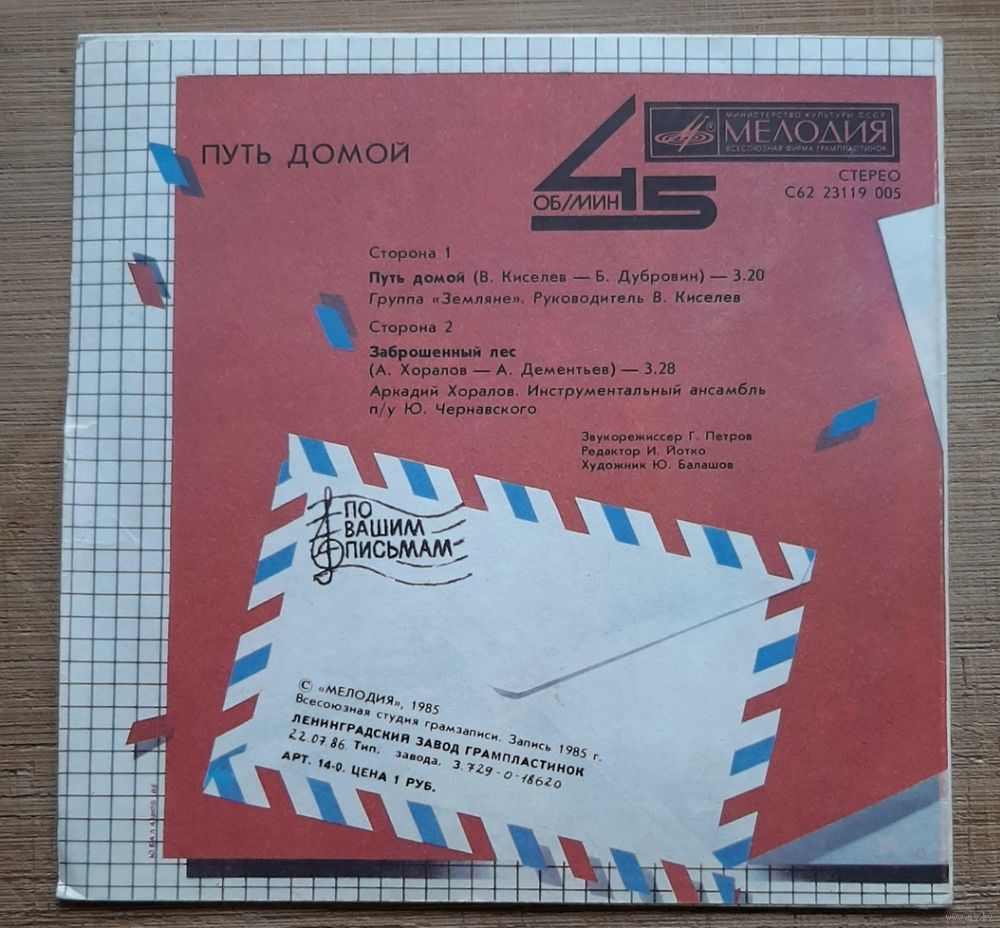 ПУТЬ ДОМОЙ
МИНИСТЕРСТВО КУЛЬТУРЫ СССР
МЕЛОДИЯ
ВСЕСОЮЗНАЯ ФИРМА ГРАМПЛАСТИНОК
45
ОБ/МИН
СТЕРЕО
С62 23119 005
Сторона 1
Путь домой (В. Киселев — Б. Дубровин) — 3.20
Группа «Земляне». Руководитель В. Киселев
Сторона 2
Заброшенный лес
(А. Хоралов — А. Дементьев) — 3.28
Аркадий Хоралов. Инструментальный ансамбль
п/у Ю. Чернавского
Звукорежиссер Г. Петров
Редактор И. Йотко
Художник Ю. Балашов
ПО
ВАШИМ
ПИСЬМАМ
© «МЕЛОДИЯ», 1985
Всесоюзная студия грамзаписи. Запись 1985 г.
ЛЕНИНГРАДСКИЙ ЗАВОД ГРАМПЛАСТИНОК
22.07.86. Тип. завода. З. 729-0-18620
АРТ. 14-0. ЦЕНА 1 РУБ.